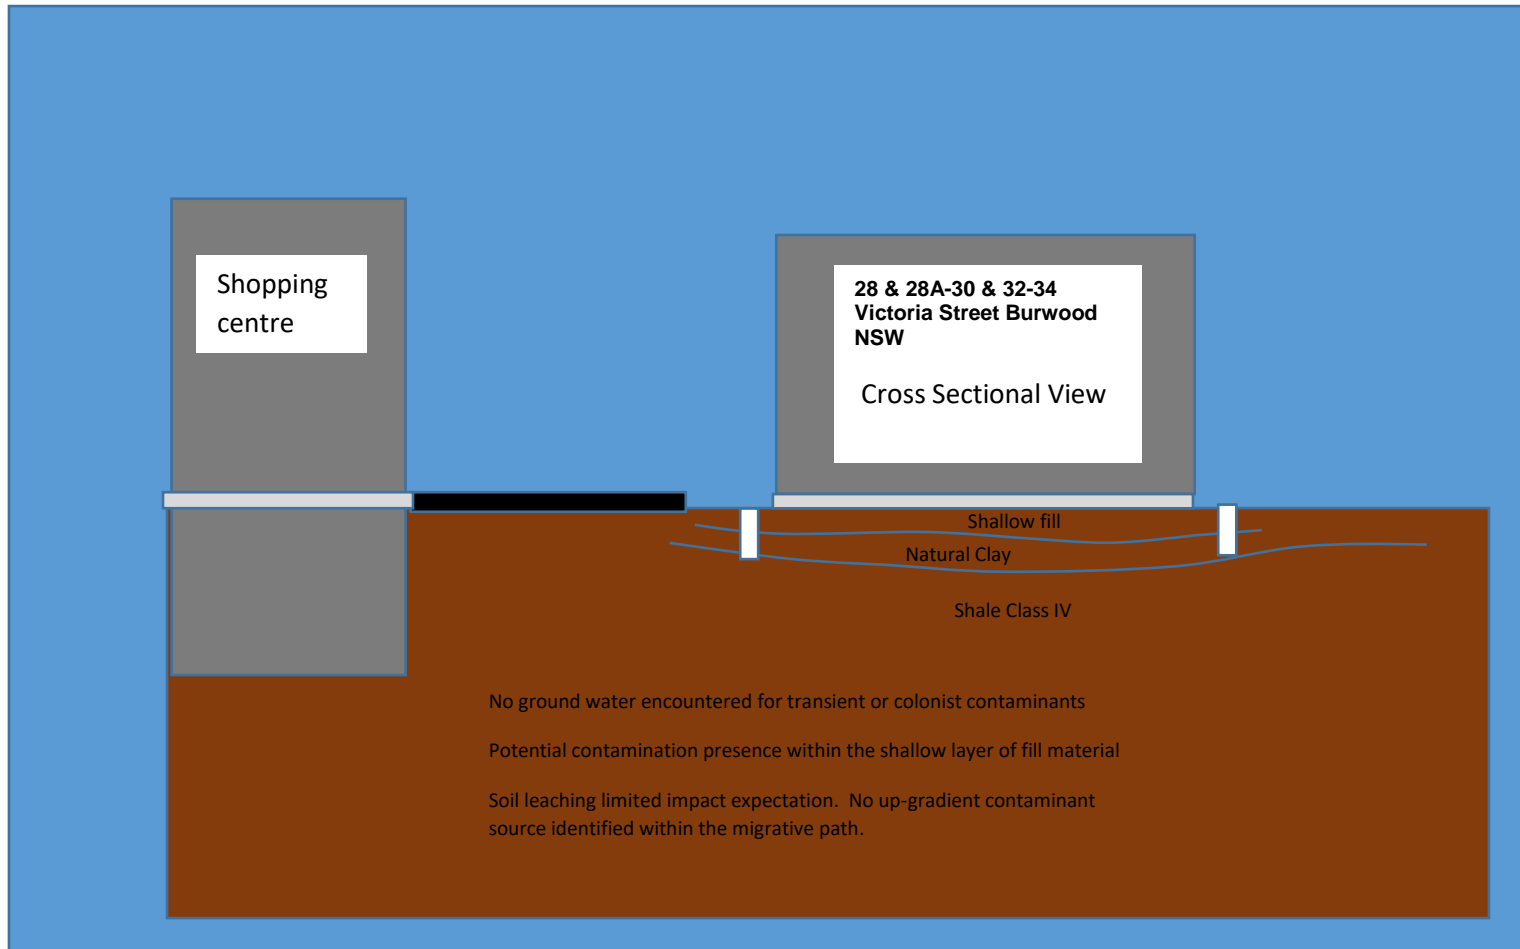 Shopping
centre
28 & 28A-30 & 32-34
Victoria Street Burwood
NSW
Cross Sectional View
Shallow fill
Natural Clay
Shale Class IV
No ground water encountered for transient or colonist contaminants
Potential contamination presence within the shallow layer of fill material
Soil leaching limited impact expectation.  No up-gradient contaminant
source identified within the migrative path.